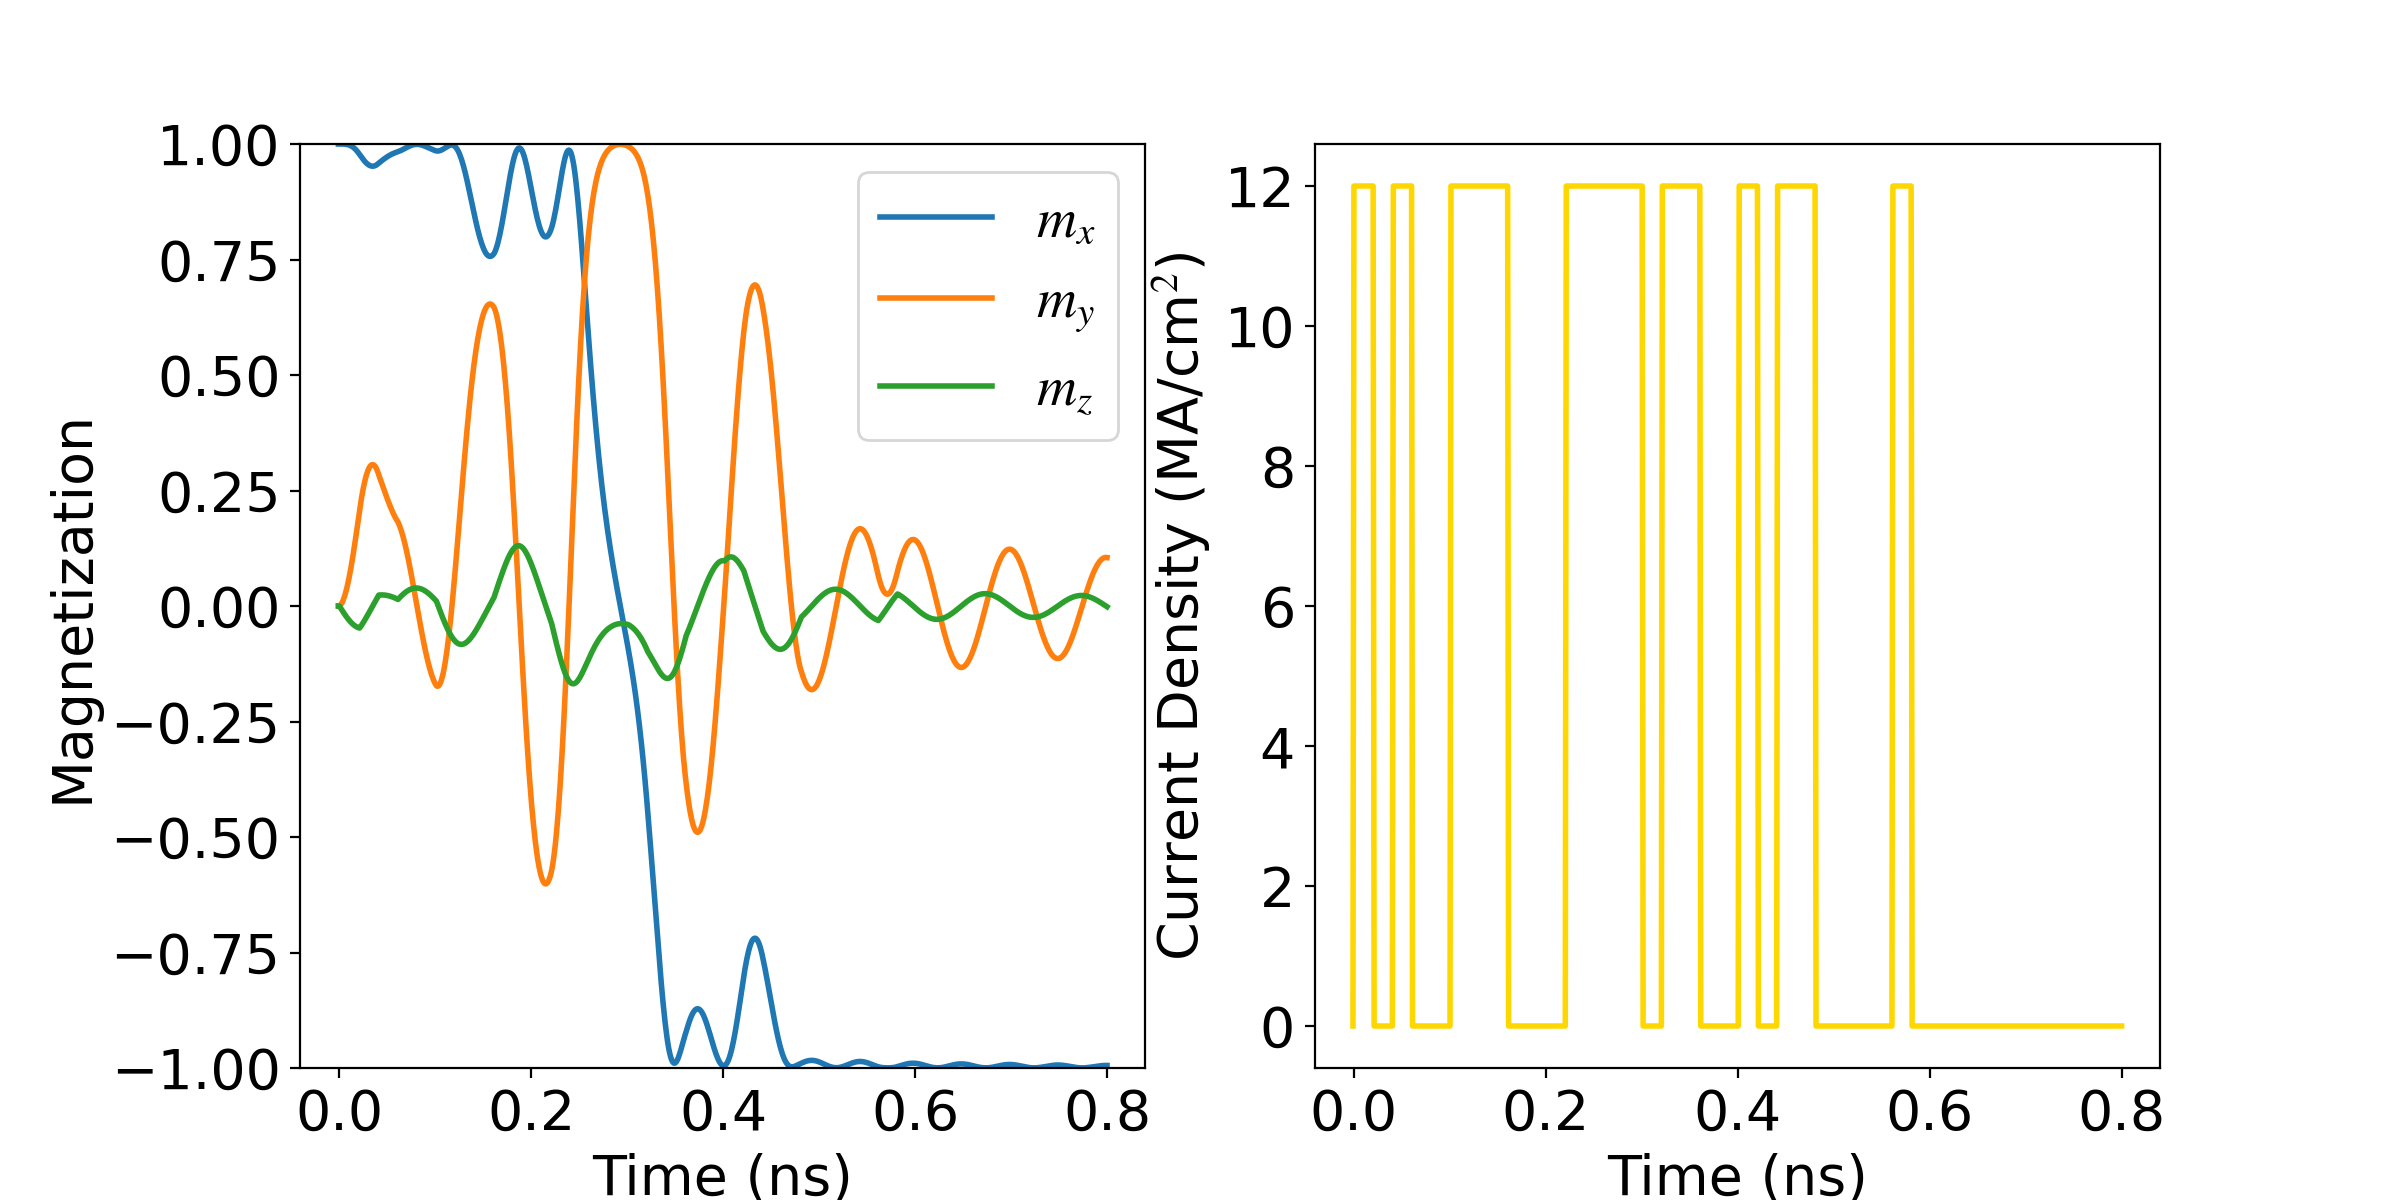 Magnetization
1.00
0.75
0.50
0.25
0.00
−0.25
−0.50
−0.75
−1.00
0.0 0.2 0.4 0.6 0.8
Time (ns)
m_x
m_y
m_z
Current Density (MA/cm²)
12
10
8
6
4
2
0
0.0 0.2 0.4 0.6 0.8
Time (ns)